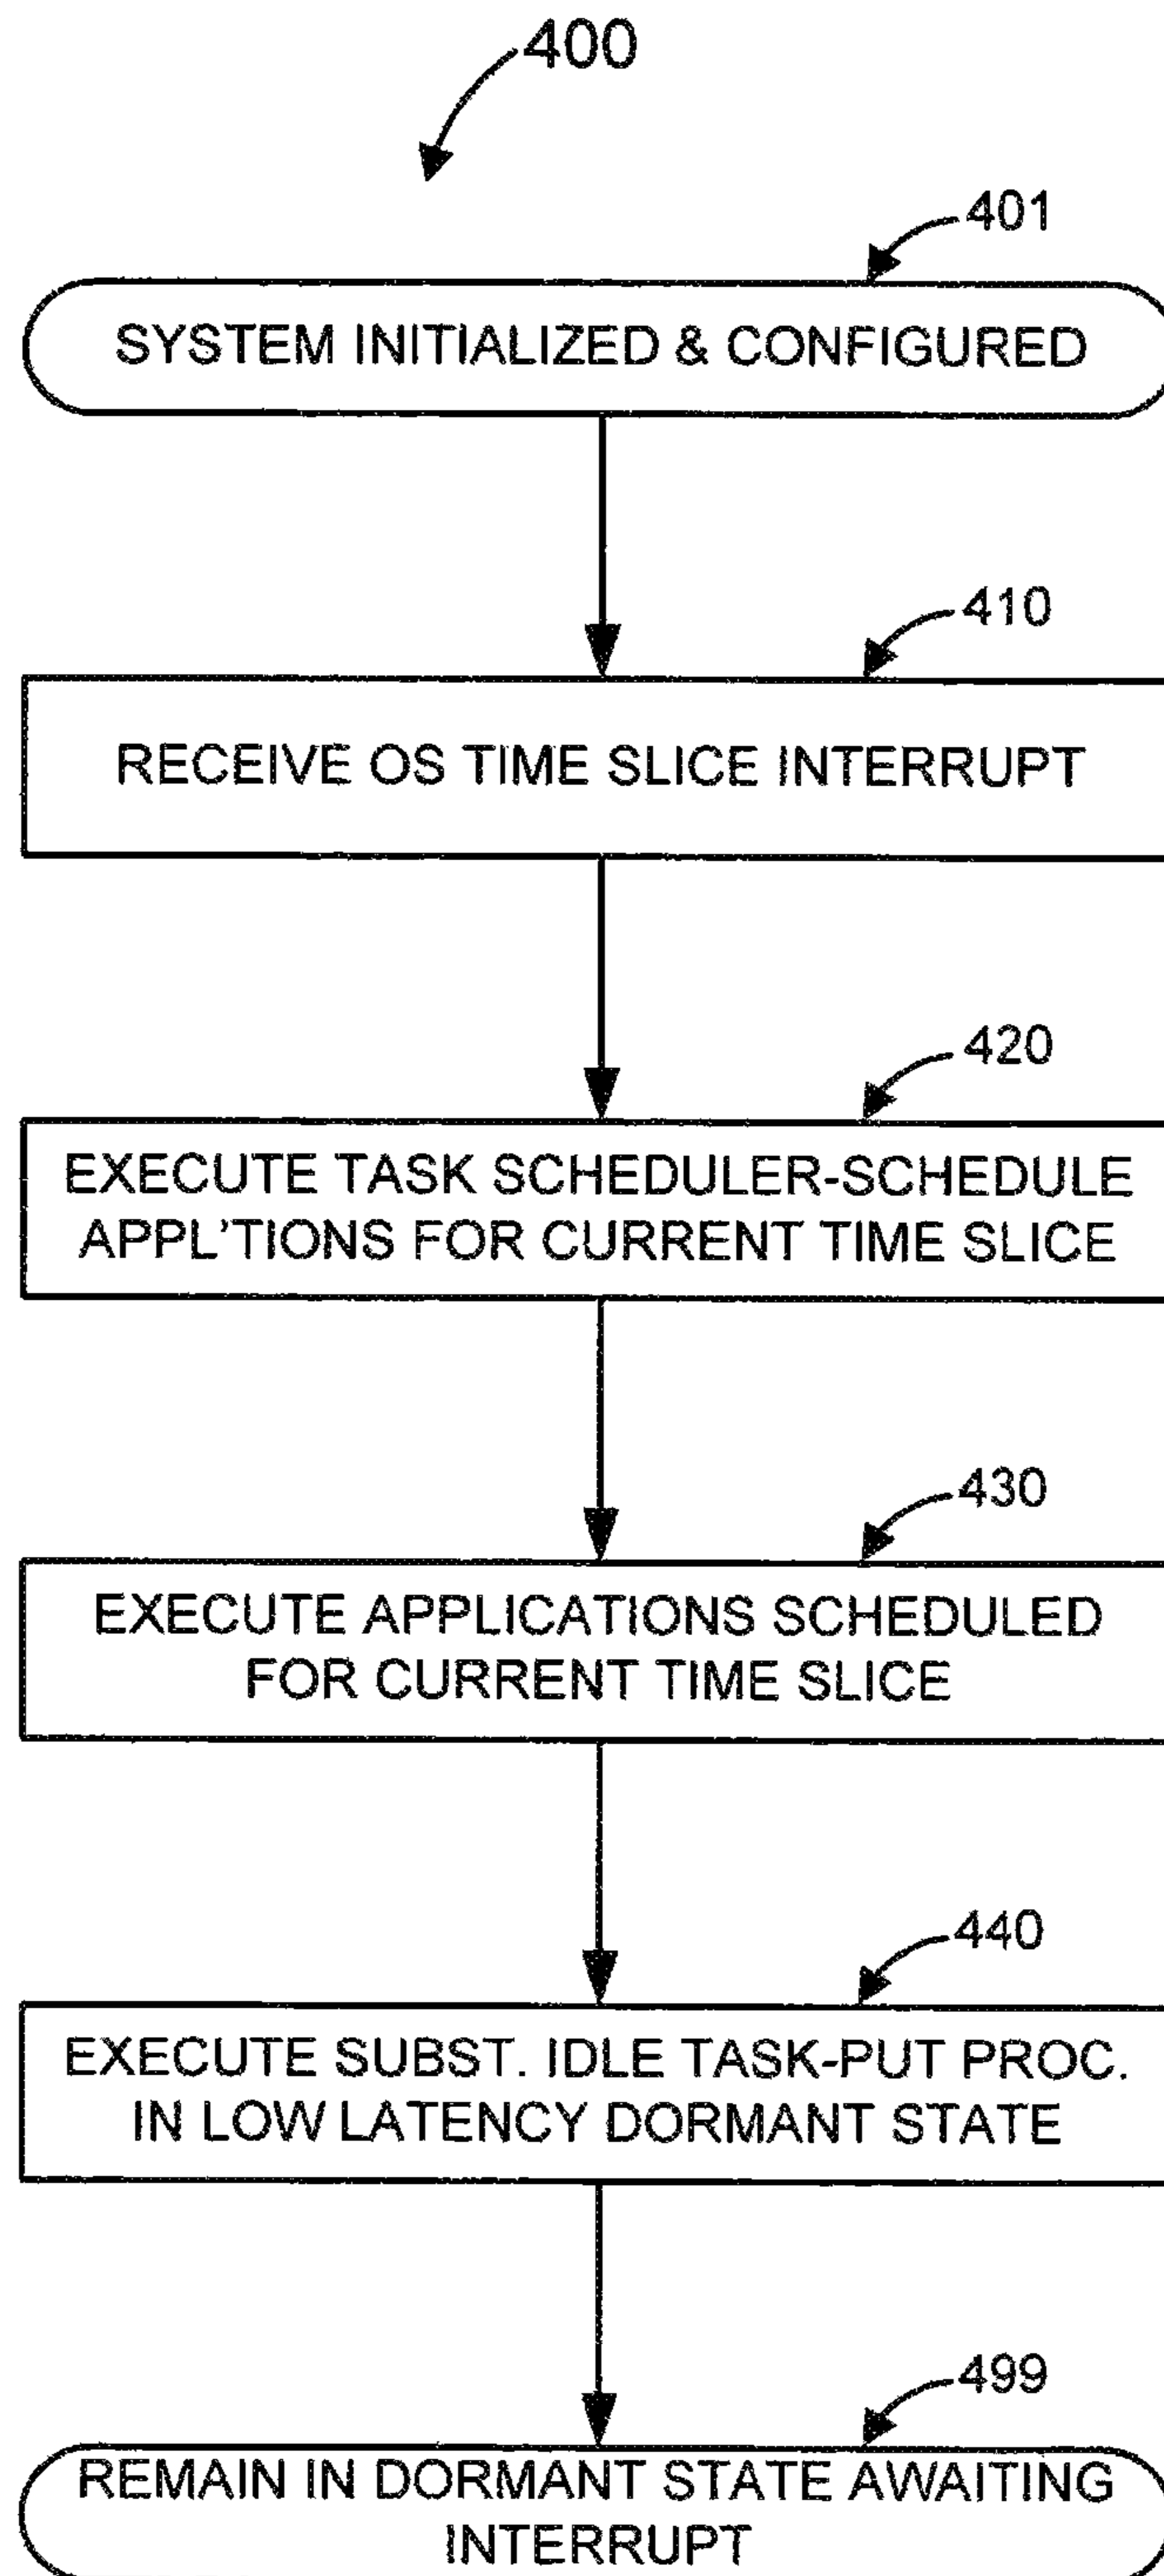 400
401
SYSTEM INITIALIZED & CONFIGURED
410
RECEIVE OS TIME SLICE INTERRUPT
420
EXECUTE TASK SCHEDULER-SCHEDULE
APPL'TIONS FOR CURRENT TIME SLICE
430
EXECUTE APPLICATIONS SCHEDULED
FOR CURRENT TIME SLICE
440
EXECUTE SUBST. IDLE TASK-PUT PROC.
IN LOW LATENCY DORMANT STATE
499
REMAIN IN DORMANT STATE AWAITING
INTERRUPT